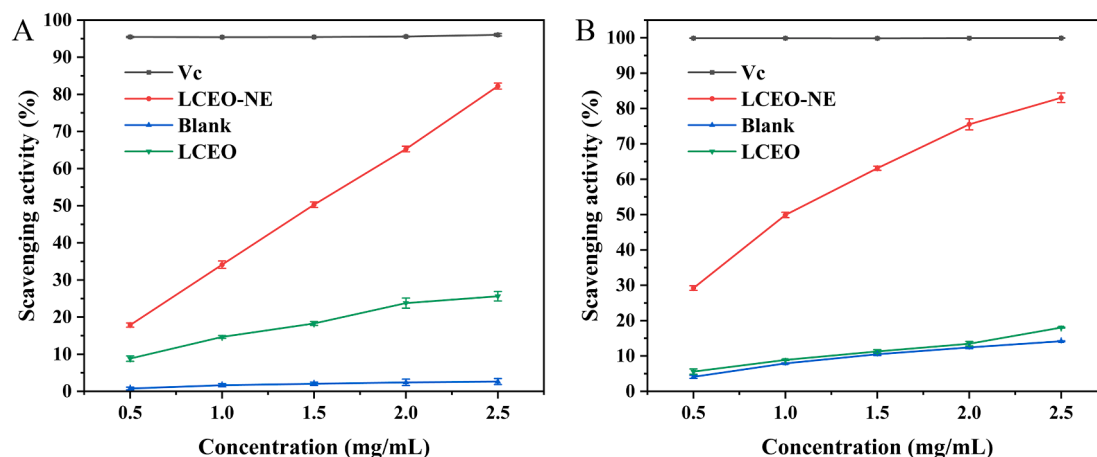 A
Scavenging activity (%)
100
90
80
70
60
50
40
30
20
10
0
Vc
LCEO-NE
Blank
LCEO
0.5 1.0 1.5 2.0 2.5
Concentration (mg/mL)
B
Scavenging activity (%)
100
90
80
70
60
50
40
30
20
10
0
Vc
LCEO-NE
Blank
LCEO
0.5 1.0 1.5 2.0 2.5
Concentration (mg/mL)